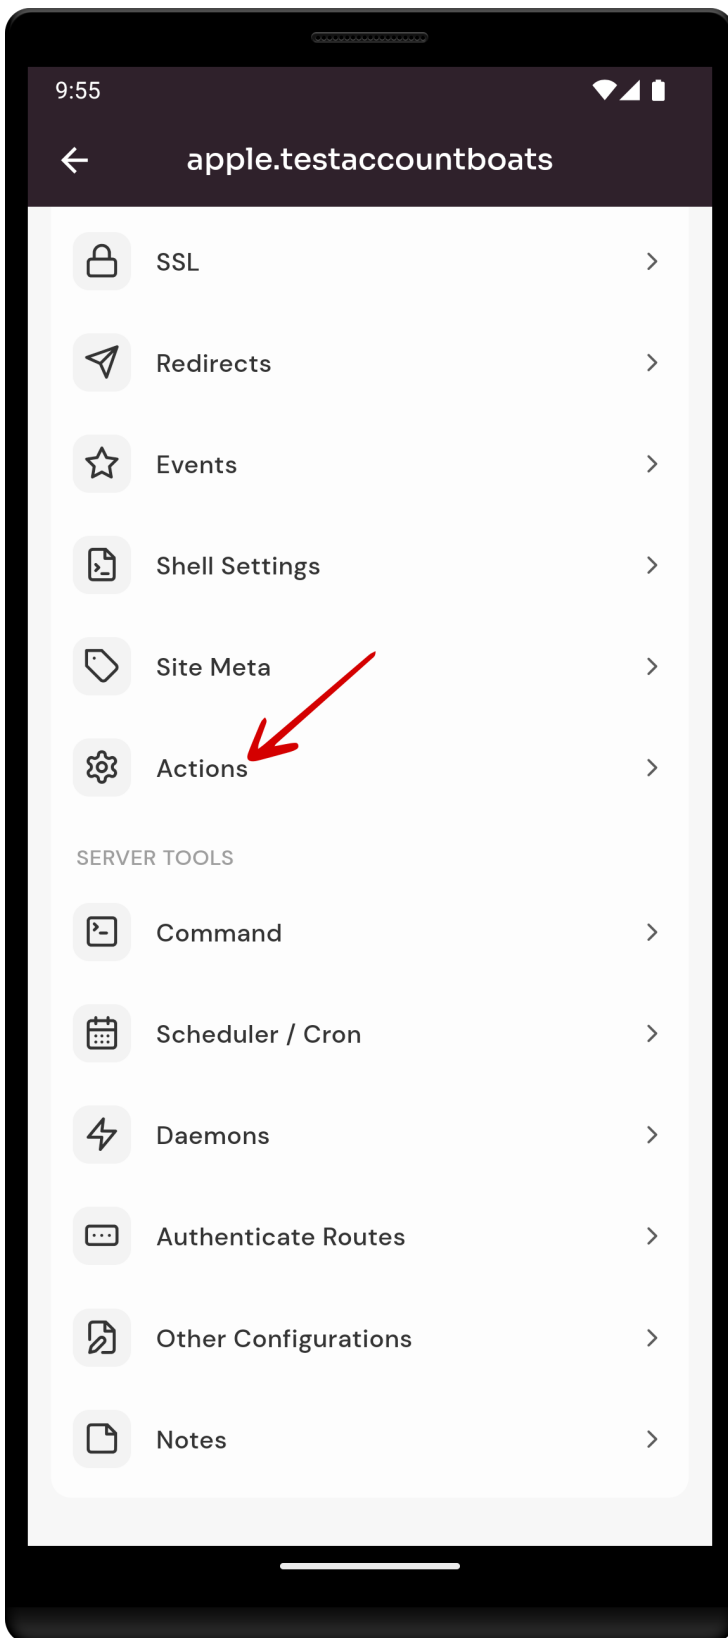 9:55
apple.testaccountboats
SSL
Redirects
Events
Shell Settings
Site Meta
Actions
SERVER TOOLS
Command
Scheduler / Cron
Daemons
Authenticate Routes
Other Configurations
Notes